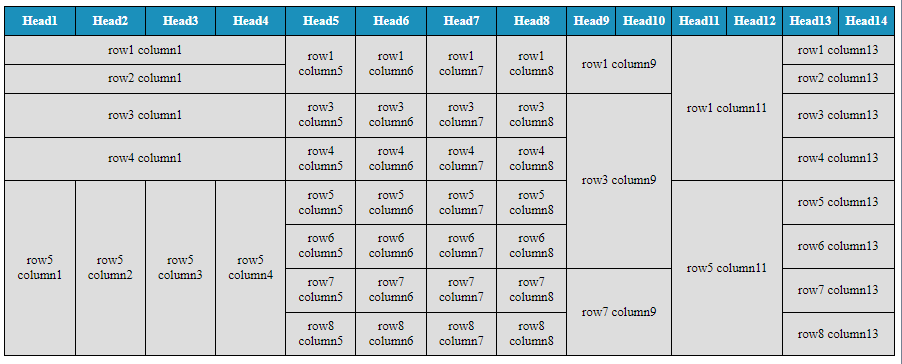 Head1 Head2 Head3 Head4 Head5 Head6 Head7 Head8 Head9 Head10 Head11 Head12 Head13 Head14
row1 column1
row1 column5
row1 column6
row1 column7
row1 column8
row1 column9
row1 column11
row1 column13
row2 column1
row2 column13
row3 column1
row3 column5
row3 column6
row3 column7
row3 column8
row3 column9
row3 column13
row4 column1
row4 column5
row4 column6
row4 column7
row4 column8
row4 column13
row5 column1
row5 column2
row5 column3
row5 column4
row5 column5
row5 column6
row5 column7
row5 column8
row5 column11
row5 column13
row6 column5
row6 column6
row6 column7
row6 column8
row6 column13
row7 column5
row7 column6
row7 column7
row7 column8
row7 column9
row7 column13
row8 column5
row8 column6
row8 column7
row8 column8
row8 column13